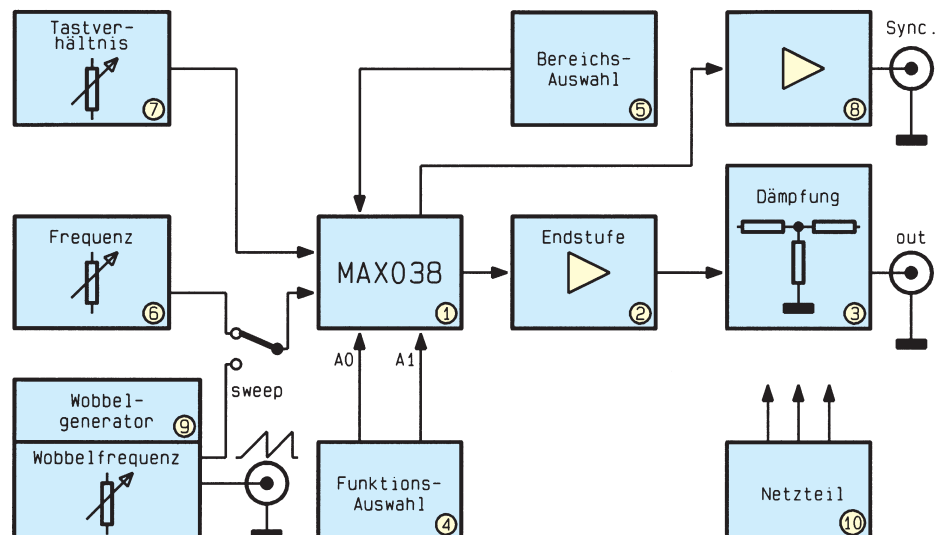 Tastver-
hältnis
7
Bereichs-
Auswahl
5
8
Sync.
Frequenz
6
MAX038
1
Endstufe
2
Dämpfung
3
out
A0
A1
sweep
Wobbel-
generator
9
Wobbelfrequenz
Funktions-
Auswahl
4
Netzteil
10